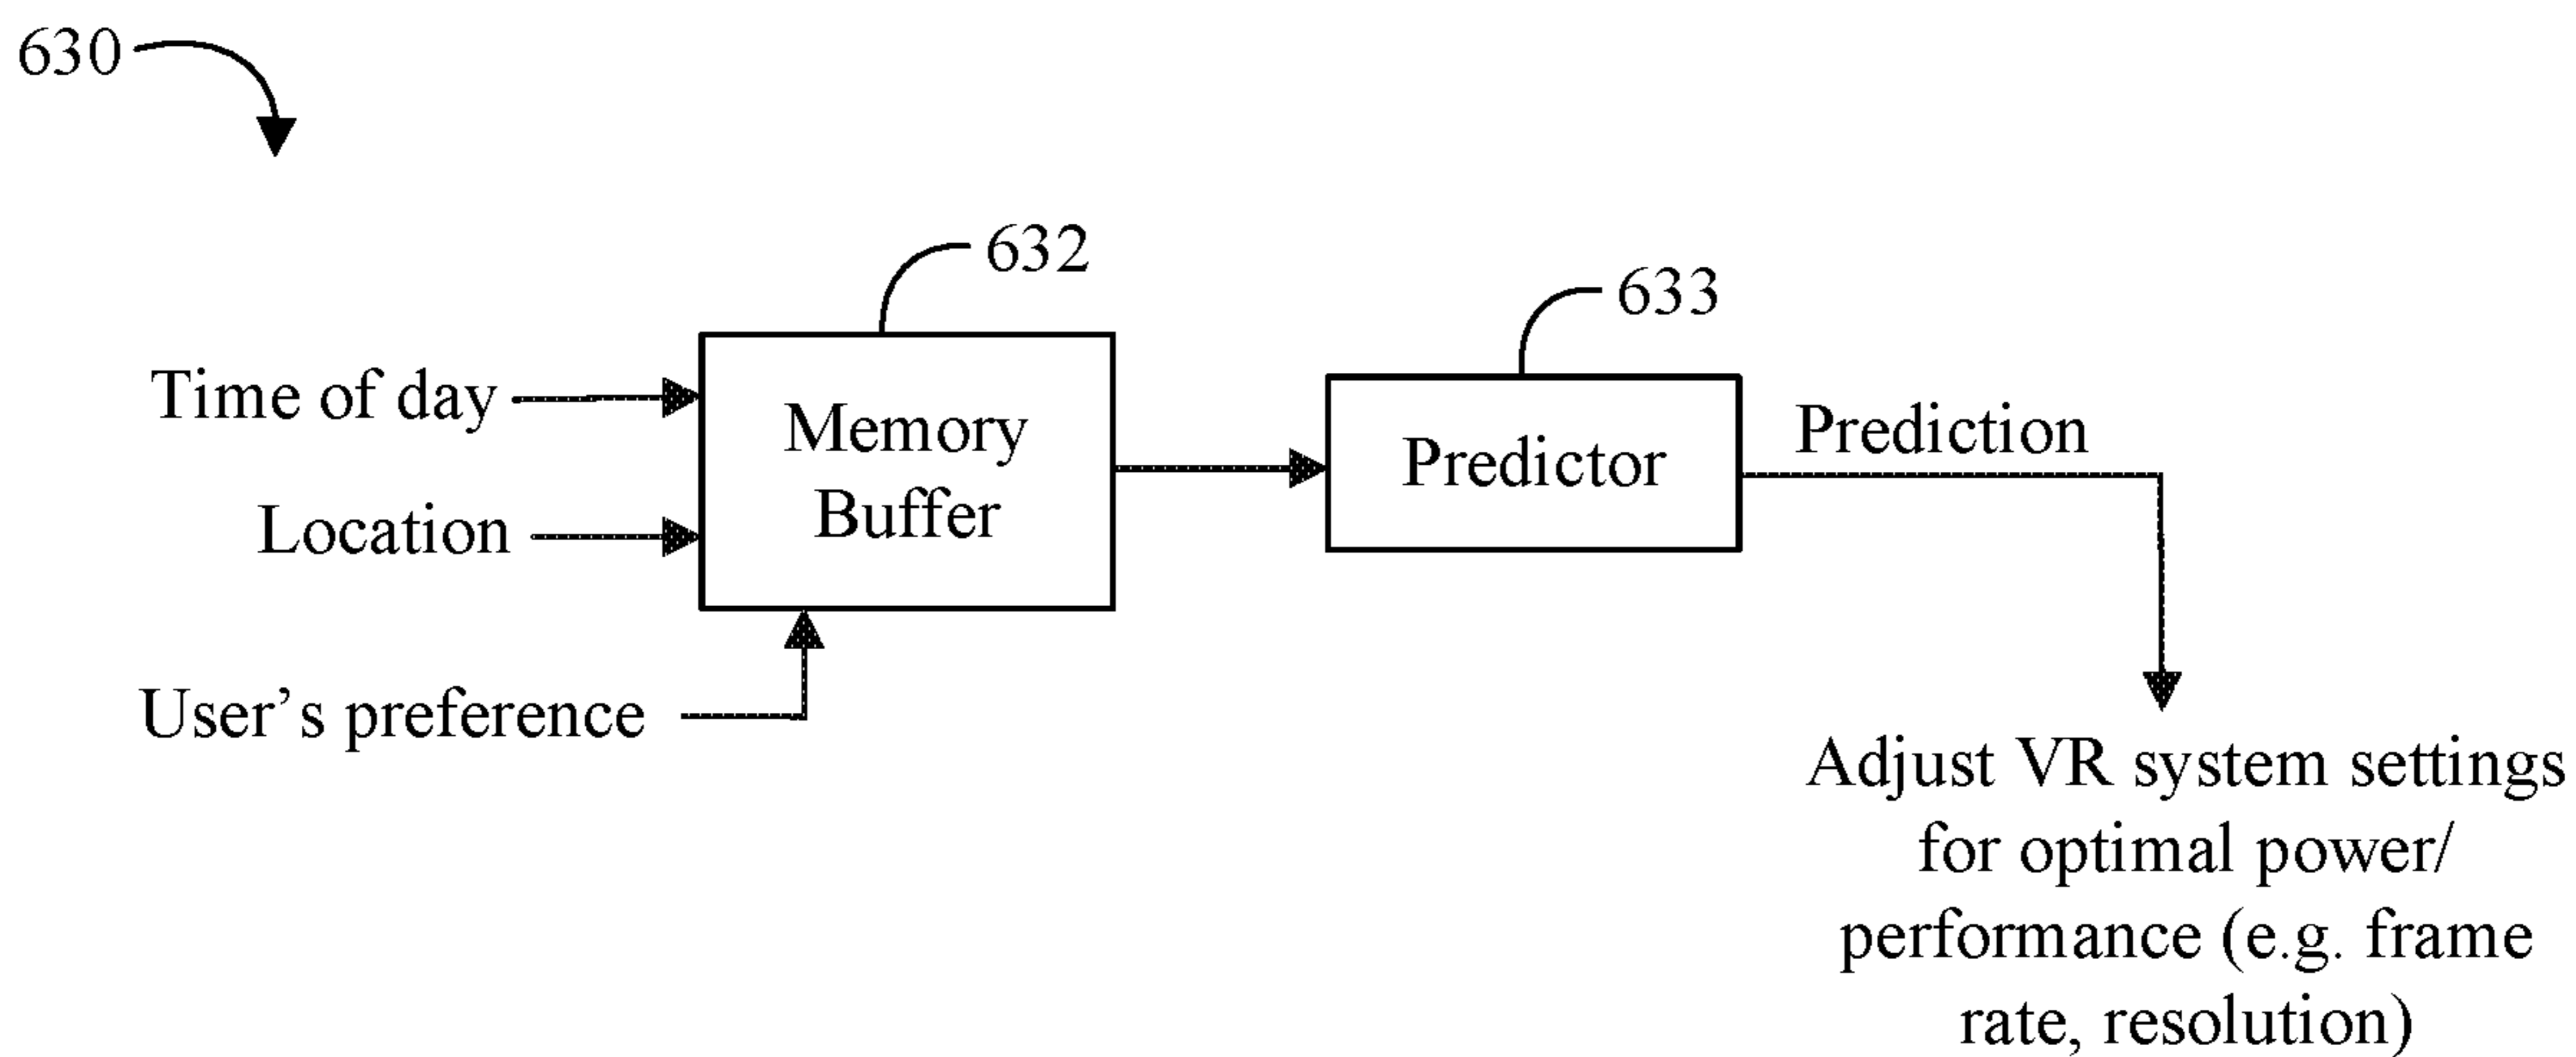 630
632
633
Time of day
Memory
Buffer
Predictor
Prediction
Location
User’s preference
Adjust VR system settings
for optimal power/
performance (e.g. frame
rate, resolution)